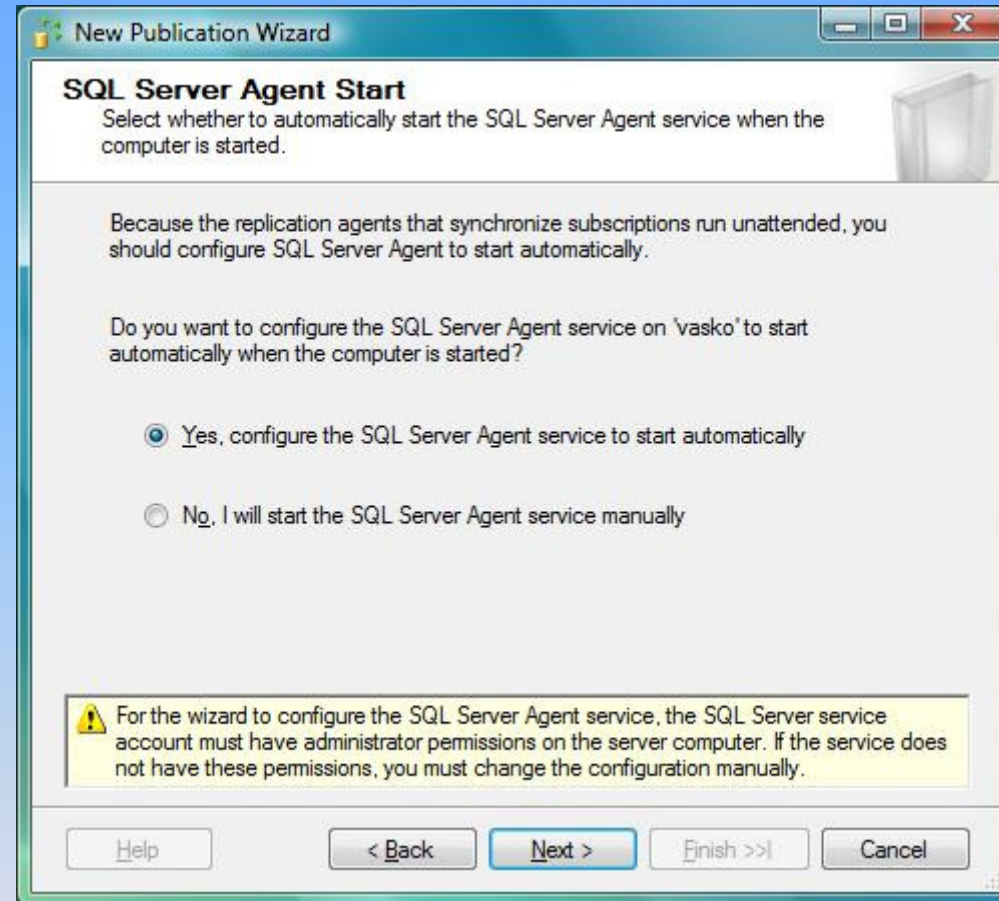 New Publication Wizard
SQL Server Agent Start
Select whether to automatically start the SQL Server Agent service when the
computer is started.
Because the replication agents that synchronize subscriptions run unattended, you
should configure SQL Server Agent to start automatically.
Do you want to configure the SQL Server Agent service on 'vasko' to start
automatically when the computer is started?
Yes, configure the SQL Server Agent service to start automatically
No, I will start the SQL Server Agent service manually
For the wizard to configure the SQL Server Agent service, the SQL Server service
account must have administrator permissions on the server computer. If the service does
not have these permissions, you must change the configuration manually.
Help
< Back
Next >
Finish >>|
Cancel